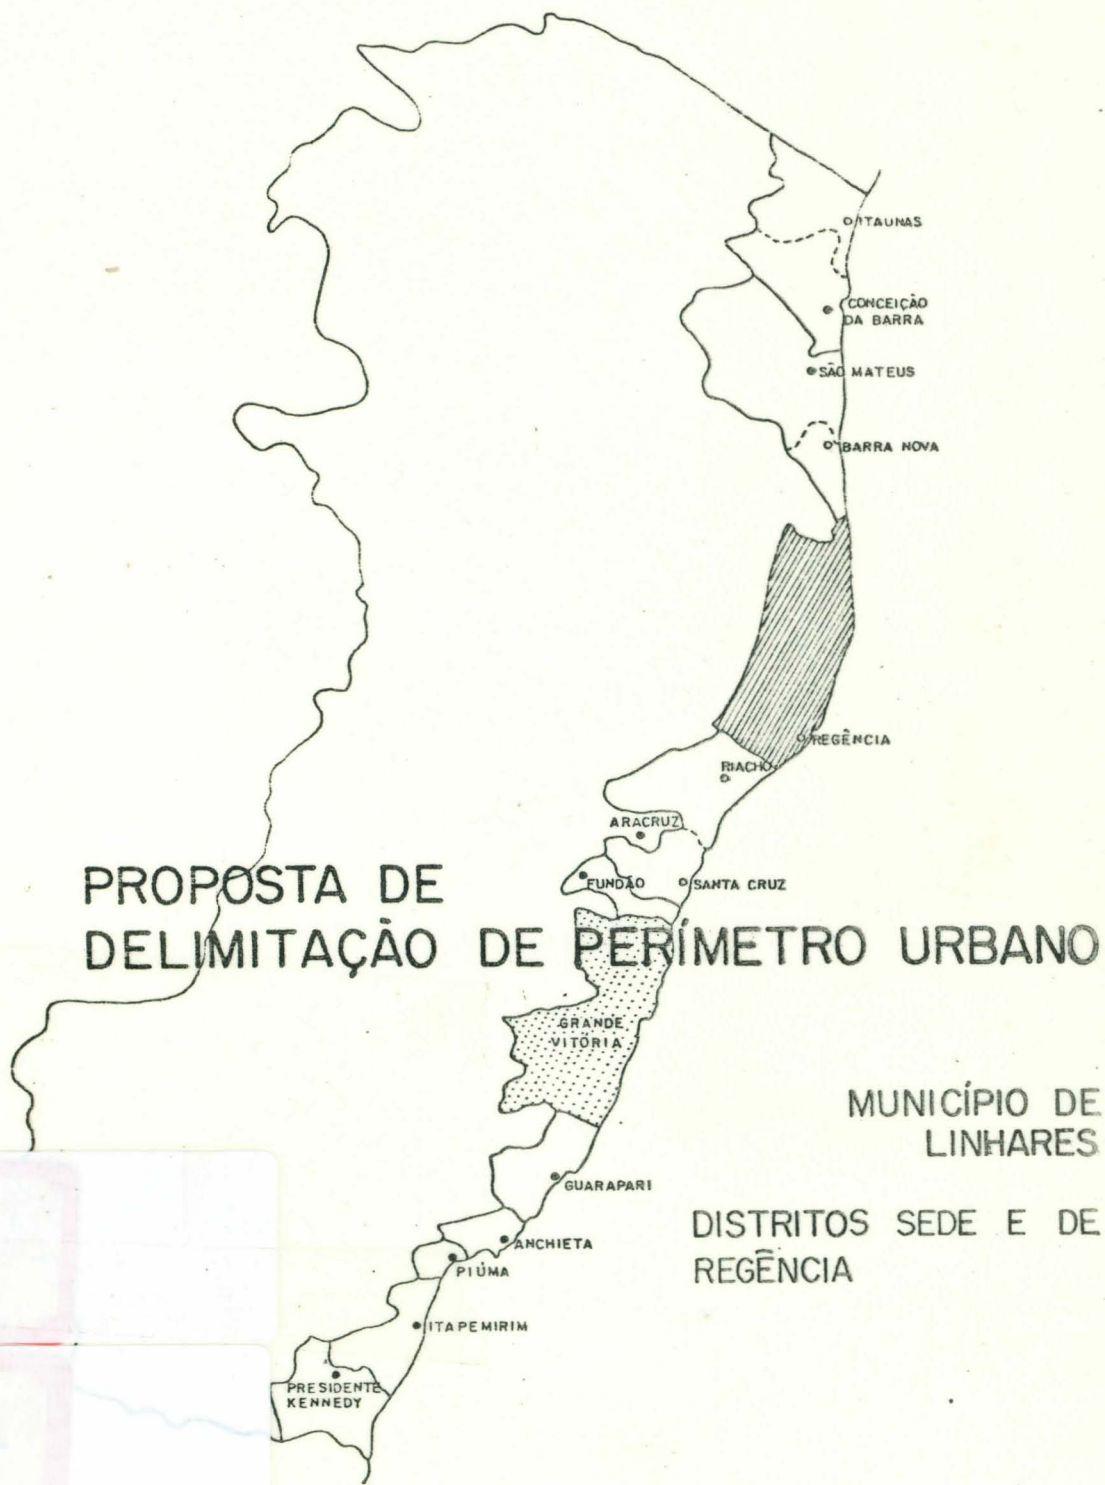 ITAUNAS
CONCEIÇÃO
DA BARRA
SÃO MATEUS
BARRA NOVA
REGÊNCIA
RIACHO
ARACRUZ
FUNDÃO
SANTA CRUZ
PROPOSTA DE
DELIMITAÇÃO DE PERÍMETRO URBANO
GRANDE
VITÓRIA
MUNICÍPIO DE
LINHARES
GUARAPARI
DISTRITOS SEDE E DE
REGÊNCIA
ANCHIETA
PIÚMA
ITAPEMIRIM
PRESIDENTE
KENNEDY